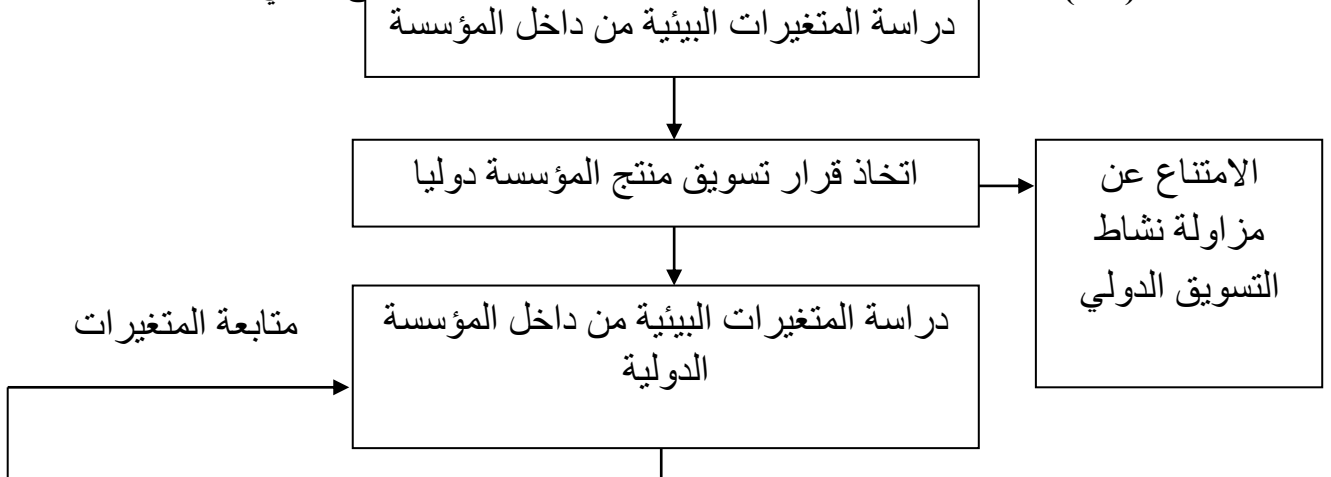 دراسة المتغيرات البيئية من داخل المؤسسة
اتخاذ قرار تسويق منتج المؤسسة دوليا
الامتناع عن
مزاولة نشاط
التسويق الدولي
دراسة المتغيرات البيئية من داخل المؤسسة
الدولية
متابعة المتغيرات